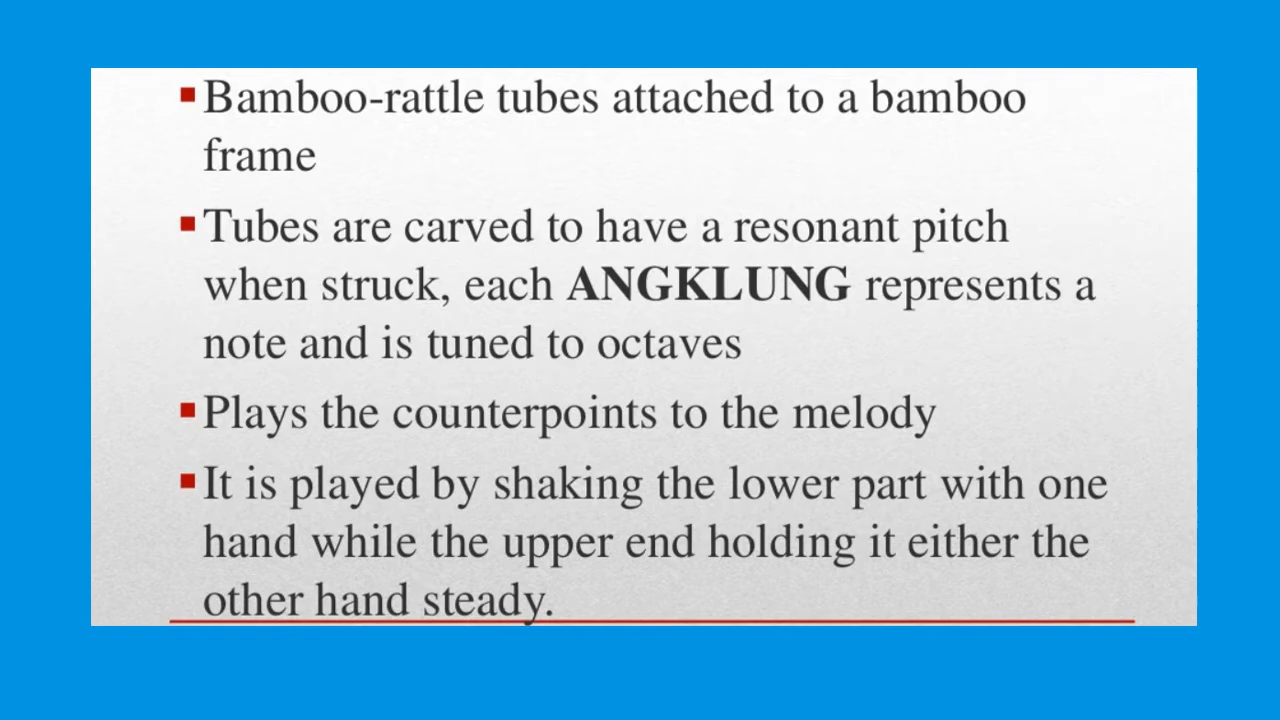 ▪Bamboo-rattle tubes attached to a bamboo
frame
▪Tubes are carved to have a resonant pitch
when struck, each ANGKLUNG represents a
note and is tuned to octaves
▪Plays the counterpoints to the melody
▪It is played by shaking the lower part with one
hand while the upper end holding it either the
other hand steady.